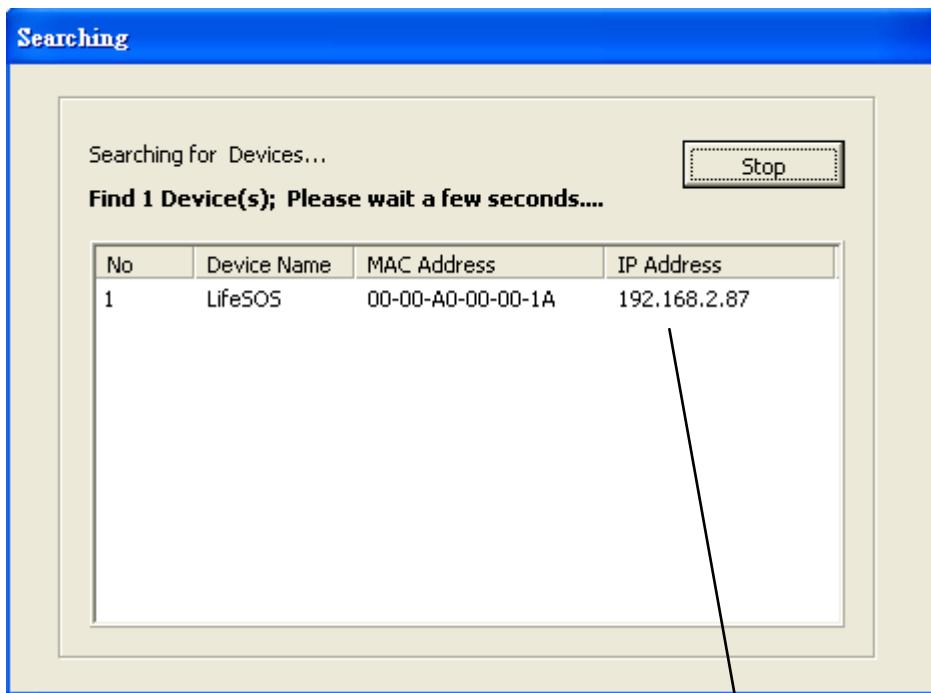 Searching
Searching for Devices...
Stop
Find 1 Device(s); Please wait a few seconds....
No Device Name MAC Address IP Address
1 LifeSOS 00-00-A0-00-00-1A 192.168.2.87